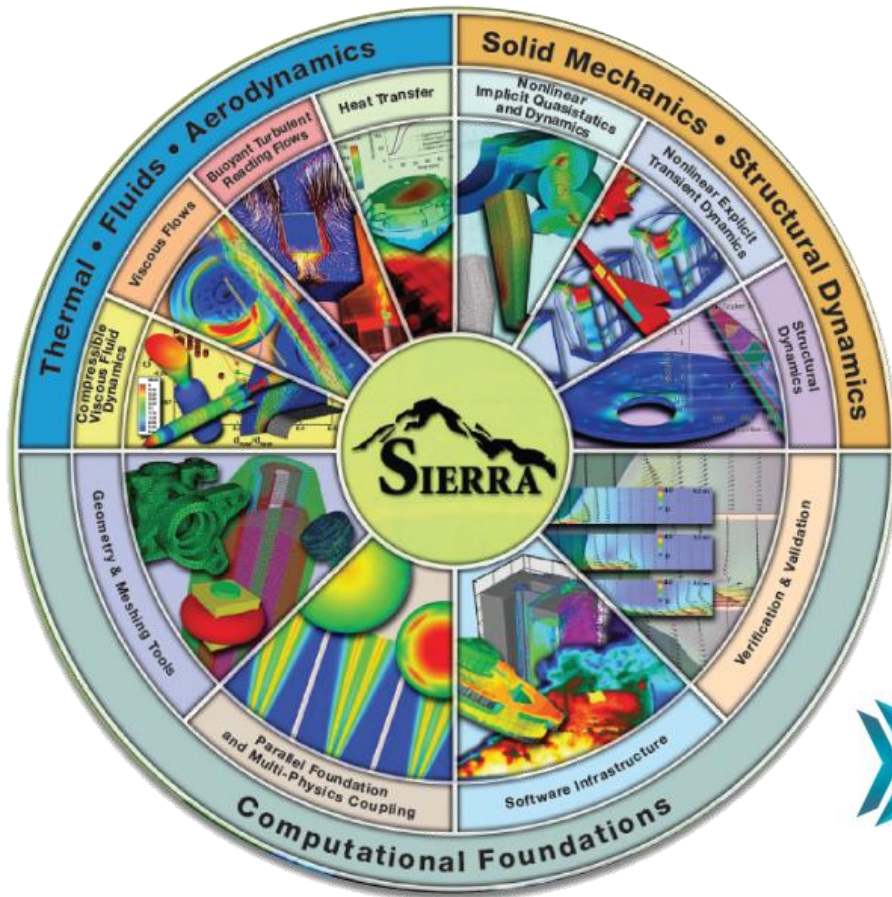 Thermal • Fluids • Aerodynamics
Solid Mechanics • Structural Dynamics
Heat Transfer
Buoyant Turbulent
Reading Flows
Viscous Flows
Compressible
Viscous Fluid
Dynamics
Nonlinear
Implicit Quasistatics
and Dynamics
Nonlinear Explicit
Transient Dynamics
Structural
Dynamics
SIERRA
Geometry & Meshing Tools
Parallel Foundation
and Multi-Physics Coupling
Software Infrastructure
Verification & Validation
Computational Foundations